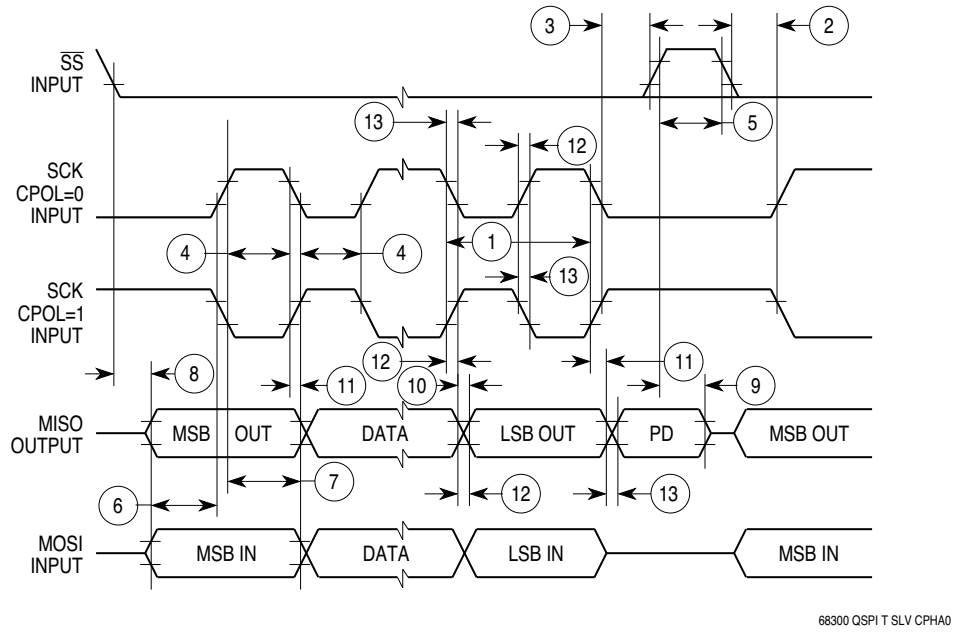 3
2
SS
INPUT
5
13
12
SCK
CPOL=0
INPUT
4
4
1
13
SCK
CPOL=1
INPUT
8
11
12
10
11
9
MISO
OUTPUT
MSB OUT
DATA
LSB OUT
PD
MSB OUT
6
7
12
13
MOSI
INPUT
MSB IN
DATA
LSB IN
MSB IN
68300 QSPI T SLV CPHA0